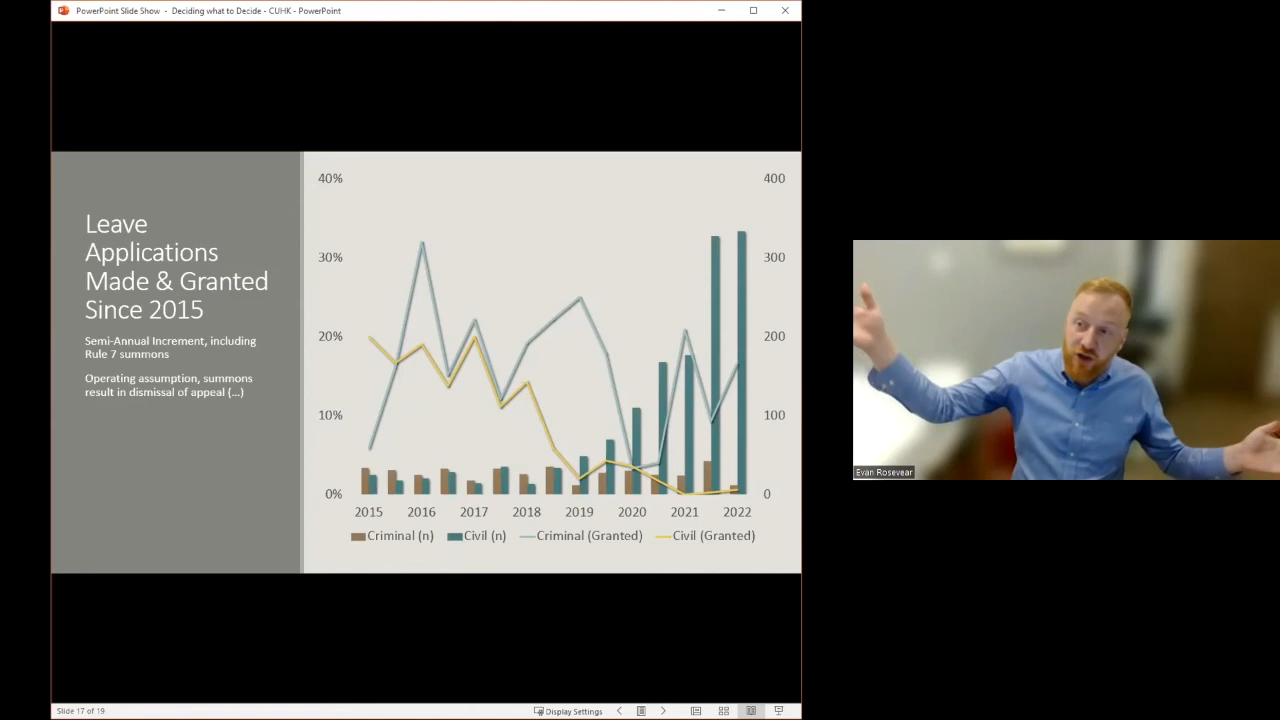 PowerPoint Slide Show - Deciding what to Decide - CUHK - PowerPoint
Leave
Applications
Made & Granted
Since 2015
Semi-Annual Increment, including
Rule 7 summons
Operating assumption, summons
result in dismissal of appeal (...)
40%
30%
20%
10%
0%
400
300
200
100
0
2015 2016 2017 2018 2019 2020 2021 2022
Criminal (n) Civil (n) Criminal (Granted) Civil (Granted)
Evan Rosevear
Slide 17 of 19
Display Settings